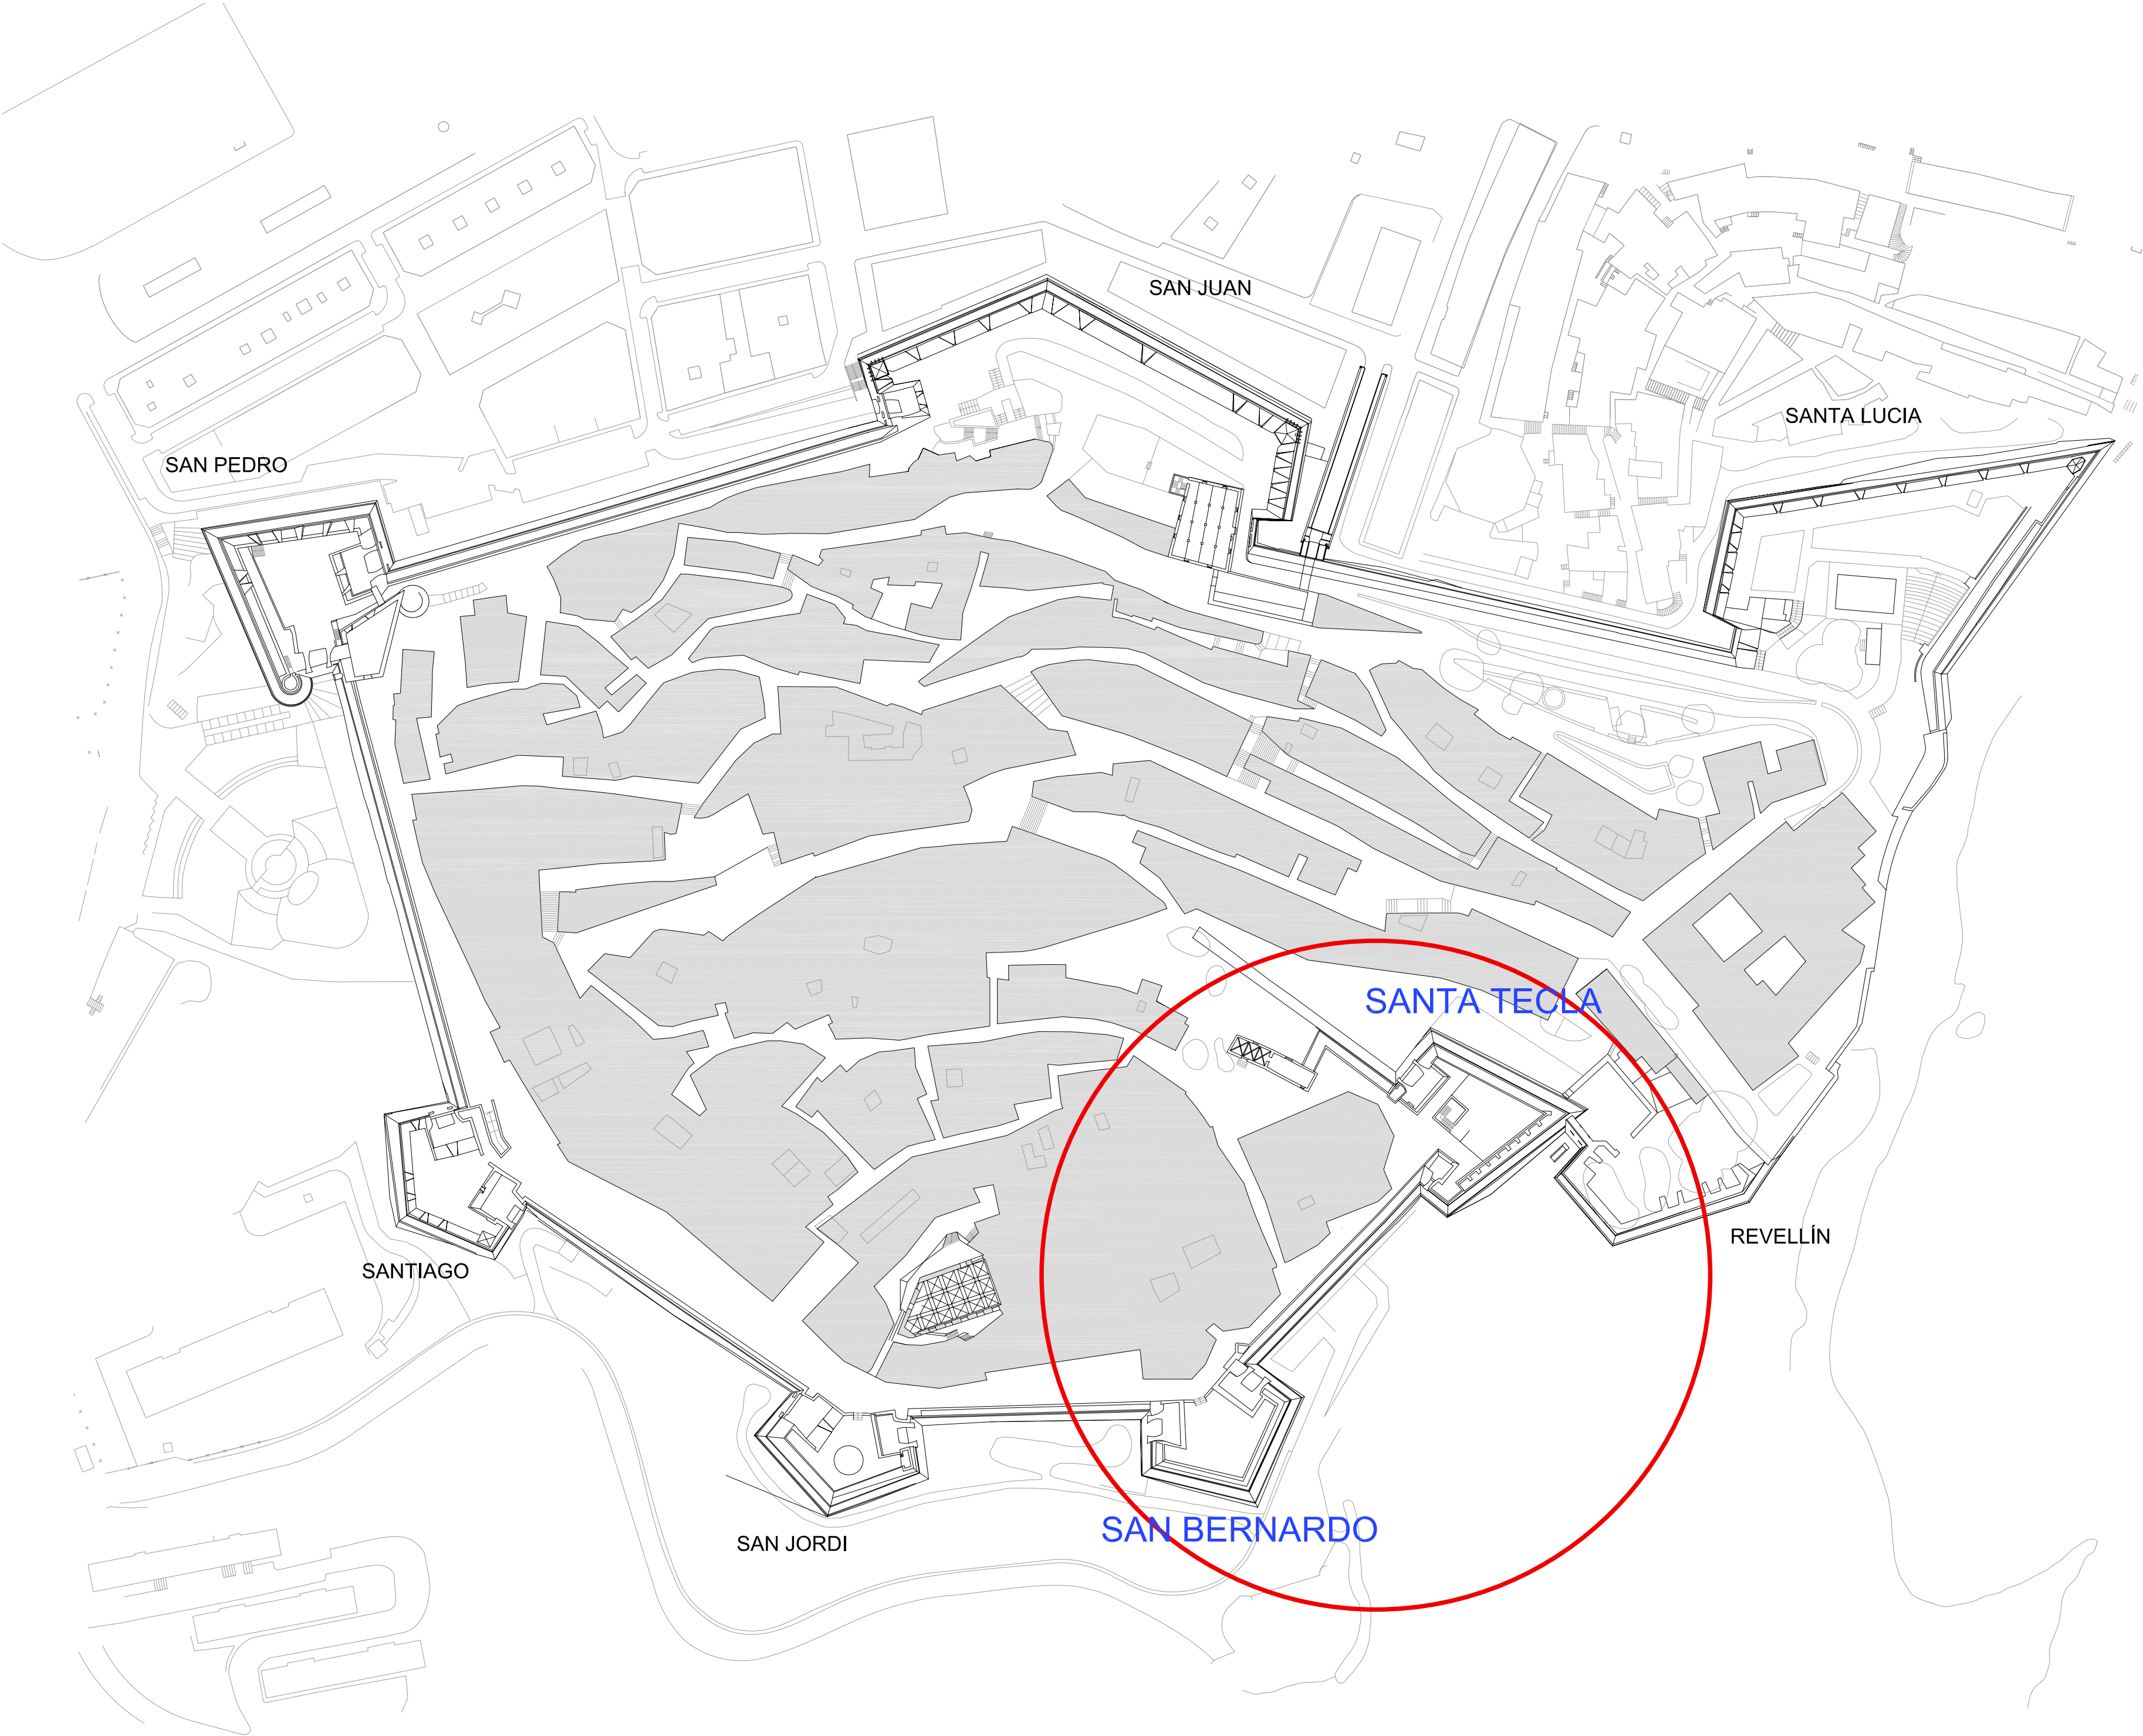 SAN JUAN
SANTA LUCIA
SAN PEDRO
SANTA TECLA
REVELLÍN
SANTIAGO
SAN BERNARDO
SAN JORDI